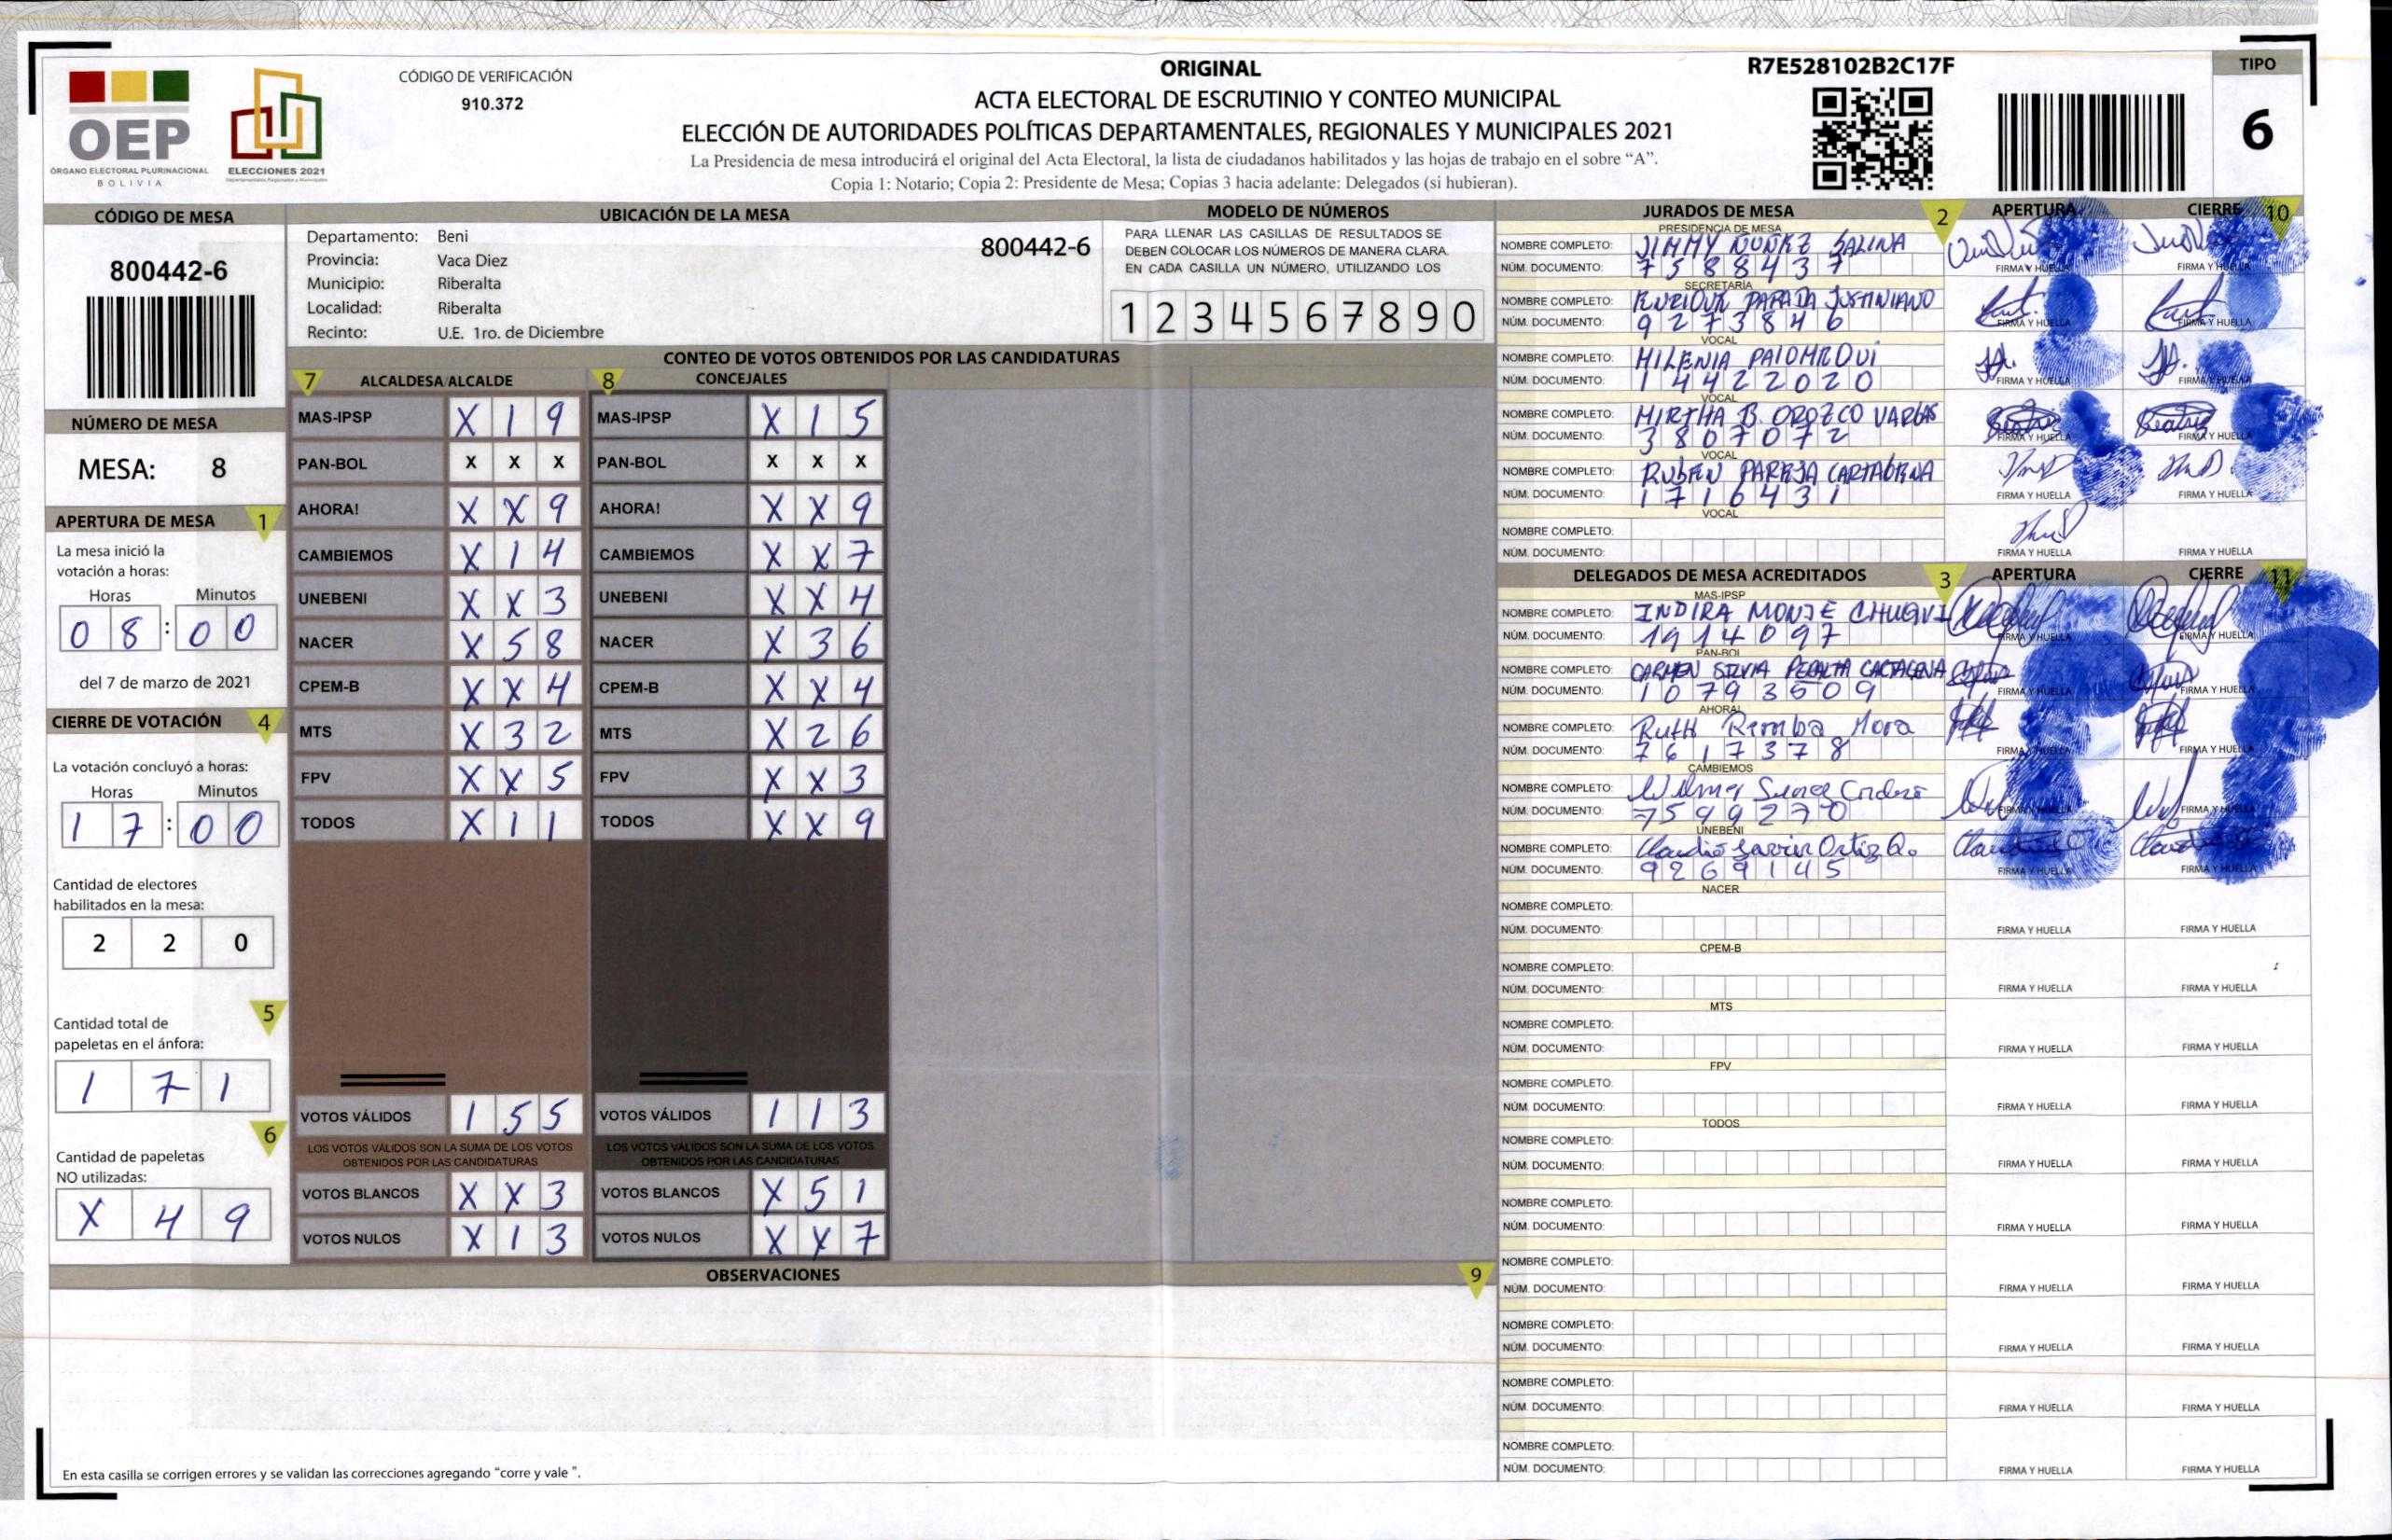 ORIGINAL
R7E528102B2C17F
TIPO
6
OEP
ÓRGANO ELECTORAL PLURINACIONAL
BOLIVIA
ELECCIONES 2021
CÓDIGO DE VERIFICACIÓN
910.372
ACTA ELECTORAL DE ESCRUTINIO Y CONTEO MUNICIPAL
ELECCIÓN DE AUTORIDADES POLÍTICAS DEPARTAMENTALES, REGIONALES Y MUNICIPALES 2021
La Presidencia de mesa introducirá el original del Acta Electoral, la lista de ciudadanos habilitados y las hojas de trabajo en el sobre “A”.
Copia 1: Notario; Copia 2: Presidente de Mesa; Copias 3 hacia adelante: Delegados (si hubieran).
CÓDIGO DE MESA
800442-6
NÚMERO DE MESA
MESA: 8
APERTURA DE MESA 1
La mesa inició la
votación a horas:
Horas Minutos
0 8 : 0 0
del 7 de marzo de 2021
CIERRE DE VOTACIÓN 4
La votación concluyó a horas:
Horas Minutos
1 7 : 0 0
Cantidad de electores
habilitados en la mesa:
2 2 0
5
Cantidad total de
papeletas en el ánfora:
1 7 1
6
Cantidad de papeletas
NO utilizadas:
X 4 9
UBICACIÓN DE LA MESA
Departamento: Beni
800442-6
Provincia: Vaca Diez
Municipio: Riberalta
Localidad: Riberalta
Recinto: U.E. 1ro. de Diciembre
MODELO DE NÚMEROS
PARA LLENAR LAS CASILLAS DE RESULTADOS SE
DEBEN COLOCAR LOS NÚMEROS DE MANERA CLARA.
EN CADA CASILLA UN NÚMERO, UTILIZANDO LOS
1 2 3 4 5 6 7 8 9 0
CONTEO DE VOTOS OBTENIDOS POR LAS CANDIDATURAS
7 ALCALDESA/ALCALDE 8 CONCEJALES
MAS-IPSP X 1 9 MAS-IPSP X 1 5
PAN-BOL X X X PAN-BOL X X X
AHORA! X X 9 AHORA! X X 9
CAMBIEMOS X 1 4 CAMBIEMOS X X 7
UNEBENI X X 3 UNEBENI X X 4
NACER X 5 8 NACER X 3 6
CPEM-B X X 4 CPEM-B X X 4
MTS X 3 2 MTS X 2 6
FPV X X 5 FPV X X 3
TODOS X 1 1 TODOS X X 9
VOTOS VÁLIDOS 1 5 5 VOTOS VÁLIDOS 1 1 3
LOS VOTOS VÁLIDOS SON LA SUMA DE LOS VOTOS LOS VOTOS VÁLIDOS SON LA SUMA DE LOS VOTOS
OBTENIDOS POR LAS CANDIDATURAS OBTENIDOS POR LAS CANDIDATURAS
VOTOS BLANCOS X X 3 VOTOS BLANCOS X 5 1
VOTOS NULOS X 1 3 VOTOS NULOS X X 7
OBSERVACIONES 9
En esta casilla se corrigen errores y se validan las correcciones agregando “corre y vale ”.
JURADOS DE MESA 2 APERTURA CIERRE 10
PRESIDENCIA DE MESA
NOMBRE COMPLETO: JIMMY NUÑEZ SALINA
NÚM. DOCUMENTO: 7588437 FIRMA Y HUELLA FIRMA Y HUELLA
SECRETARÍA
NOMBRE COMPLETO: PARADA JUSTINIANO
NÚM. DOCUMENTO: 9273846 FIRMA Y HUELLA FIRMA Y HUELLA
VOCAL
NOMBRE COMPLETO: MILENIA PALOMEQUI
NÚM. DOCUMENTO: 14422020 FIRMA Y HUELLA FIRMA Y HUELLA
VOCAL
NOMBRE COMPLETO: MIRTHA B. OROZCO VARGAS
NÚM. DOCUMENTO: 3807072 FIRMA Y HUELLA FIRMA Y HUELLA
VOCAL
NOMBRE COMPLETO: RUBEN PAREJA CARTAGENA
NÚM. DOCUMENTO: 1716431 FIRMA Y HUELLA FIRMA Y HUELLA
VOCAL
NOMBRE COMPLETO:
NÚM. DOCUMENTO: FIRMA Y HUELLA FIRMA Y HUELLA
DELEGADOS DE MESA ACREDITADOS 3 APERTURA CIERRE 11
MAS-IPSP
NOMBRE COMPLETO: INDIRA MONJE CHUQUI
NÚM. DOCUMENTO: 1914097 FIRMA Y HUELLA FIRMA Y HUELLA
PAN-BOL
NOMBRE COMPLETO: CARMEN SILVIA PERALTA CARTAGENA
NÚM. DOCUMENTO: 10793609 FIRMA Y HUELLA FIRMA Y HUELLA
AHORA!
NOMBRE COMPLETO: Ruth Rimba Mora
NÚM. DOCUMENTO: 7617378 FIRMA Y HUELLA FIRMA Y HUELLA
CAMBIEMOS
NOMBRE COMPLETO: Wilma
NÚM. DOCUMENTO: 7599270 FIRMA Y HUELLA
UNEBENI
NOMBRE COMPLETO: Claudio Javier Ortiz Q.
NÚM. DOCUMENTO: 9269145 FIRMA Y HUELLA FIRMA Y HUELLA
NACER
NOMBRE COMPLETO:
NÚM. DOCUMENTO: FIRMA Y HUELLA FIRMA Y HUELLA
CPEM-B
NOMBRE COMPLETO:
NÚM. DOCUMENTO: FIRMA Y HUELLA FIRMA Y HUELLA
MTS
NOMBRE COMPLETO:
NÚM. DOCUMENTO: FIRMA Y HUELLA FIRMA Y HUELLA
FPV
NOMBRE COMPLETO:
NÚM. DOCUMENTO: FIRMA Y HUELLA FIRMA Y HUELLA
TODOS
NOMBRE COMPLETO:
NÚM. DOCUMENTO: FIRMA Y HUELLA FIRMA Y HUELLA
NOMBRE COMPLETO:
NÚM. DOCUMENTO: FIRMA Y HUELLA FIRMA Y HUELLA
NOMBRE COMPLETO:
NÚM. DOCUMENTO: FIRMA Y HUELLA FIRMA Y HUELLA
NOMBRE COMPLETO:
NÚM. DOCUMENTO: FIRMA Y HUELLA FIRMA Y HUELLA
NOMBRE COMPLETO:
NÚM. DOCUMENTO: FIRMA Y HUELLA FIRMA Y HUELLA
NOMBRE COMPLETO:
NÚM. DOCUMENTO: FIRMA Y HUELLA FIRMA Y HUELLA